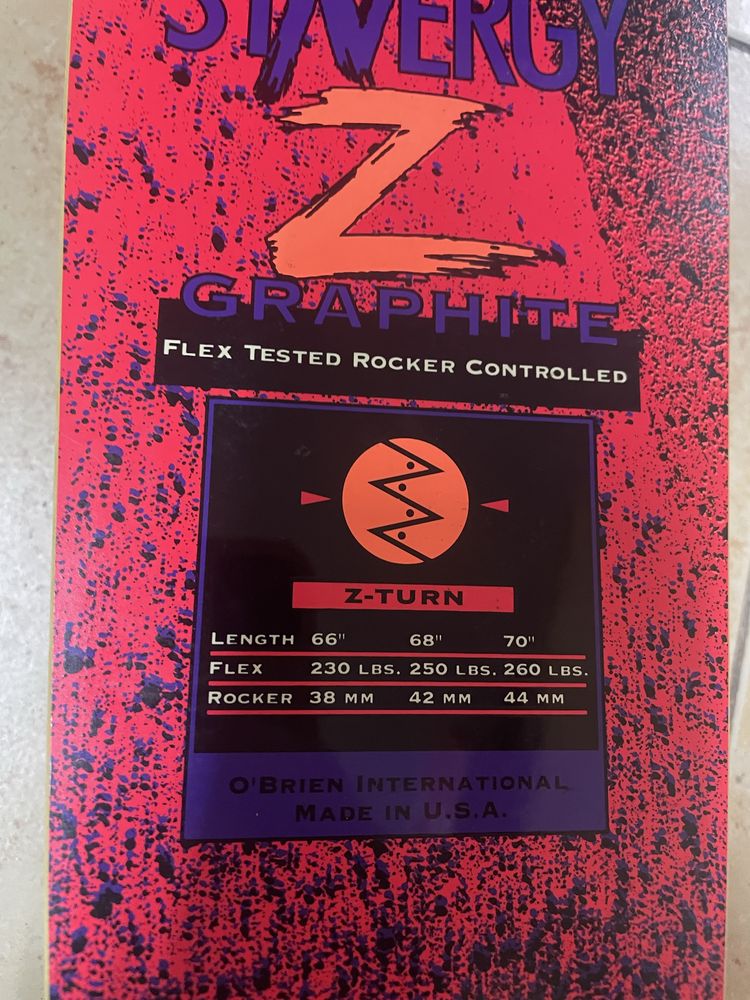 SYNERGY
Z
GRAPHITE
FLEX TESTED ROCKER CONTROLLED
Z-TURN
LENGTH 66" 68" 70"
FLEX 230 LBS. 250 LBS. 260 LBS.
ROCKER 38 MM 42 MM 44 MM
O'BRIEN INTERNATIONAL
MADE IN U.S.A.